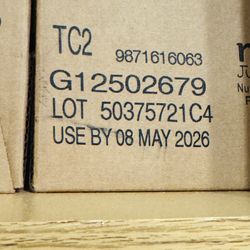 TC2 9871616063
G12502679
LOT 50375721C4
USE BY 08 MAY 2026